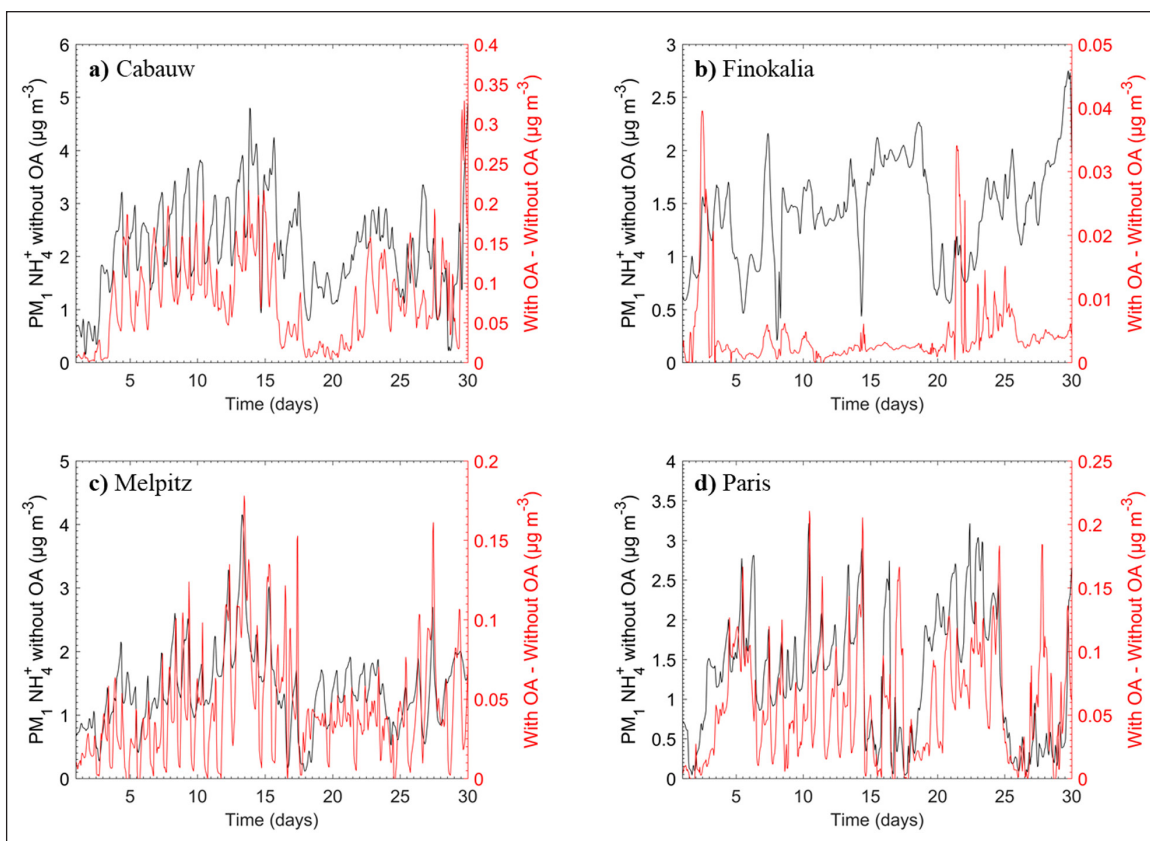 a) Cabauw
PM1 NH4+ without OA (µg m-3)
6
5
4
3
2
1
0
0.4
0.35
0.3
0.25
0.2
0.15
0.1
0.05
0
With OA - Without OA (µg m-3)
5 10 15 20 25 30
Time (days)
b) Finokalia
PM1 NH4+ without OA (µg m-3)
3
2.5
2
1.5
1
0.5
0
0.05
0.04
0.03
0.02
0.01
0
With OA - Without OA (µg m-3)
5 10 15 20 25 30
Time (days)
c) Melpitz
PM1 NH4+ without OA (µg m-3)
5
4
3
2
1
0
0.2
0.15
0.1
0.05
0
With OA - Without OA (µg m-3)
5 10 15 20 25 30
Time (days)
d) Paris
PM1 NH4+ without OA (µg m-3)
4
3.5
3
2.5
2
1.5
1
0.5
0
0.25
0.2
0.15
0.1
0.05
0
With OA - Without OA (µg m-3)
5 10 15 20 25 30
Time (days)